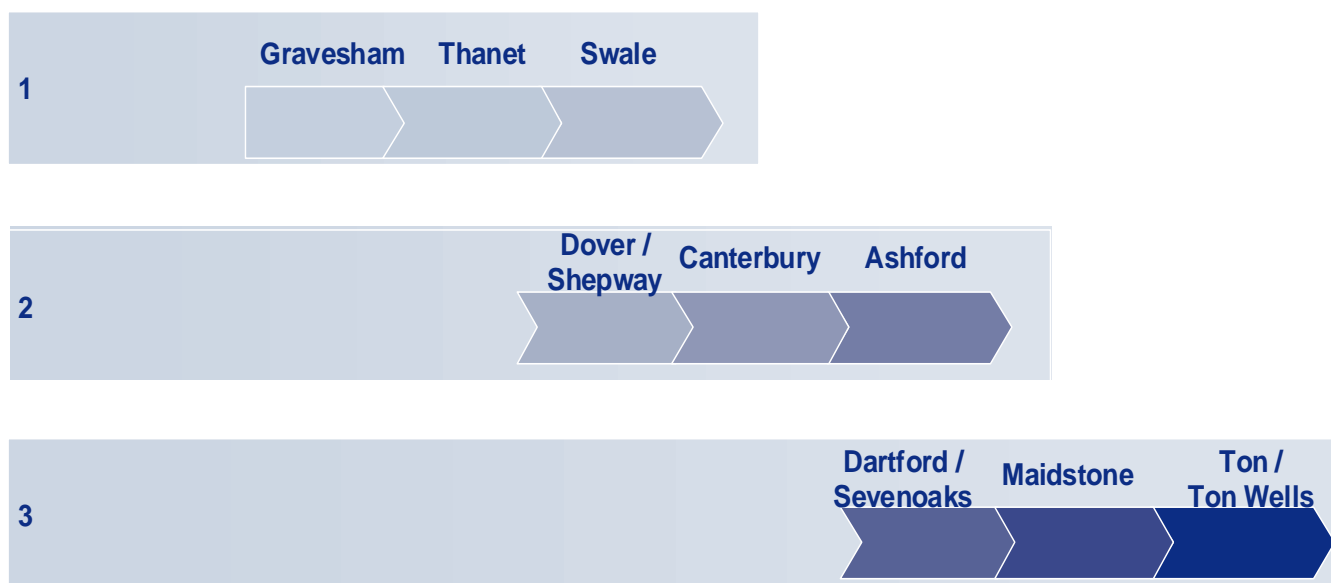 1
Gravesham Thanet Swale
2
Dover /
Shepway
Canterbury
Ashford
3
Dartford /
Sevenoaks
Maidstone
Ton /
Ton Wells